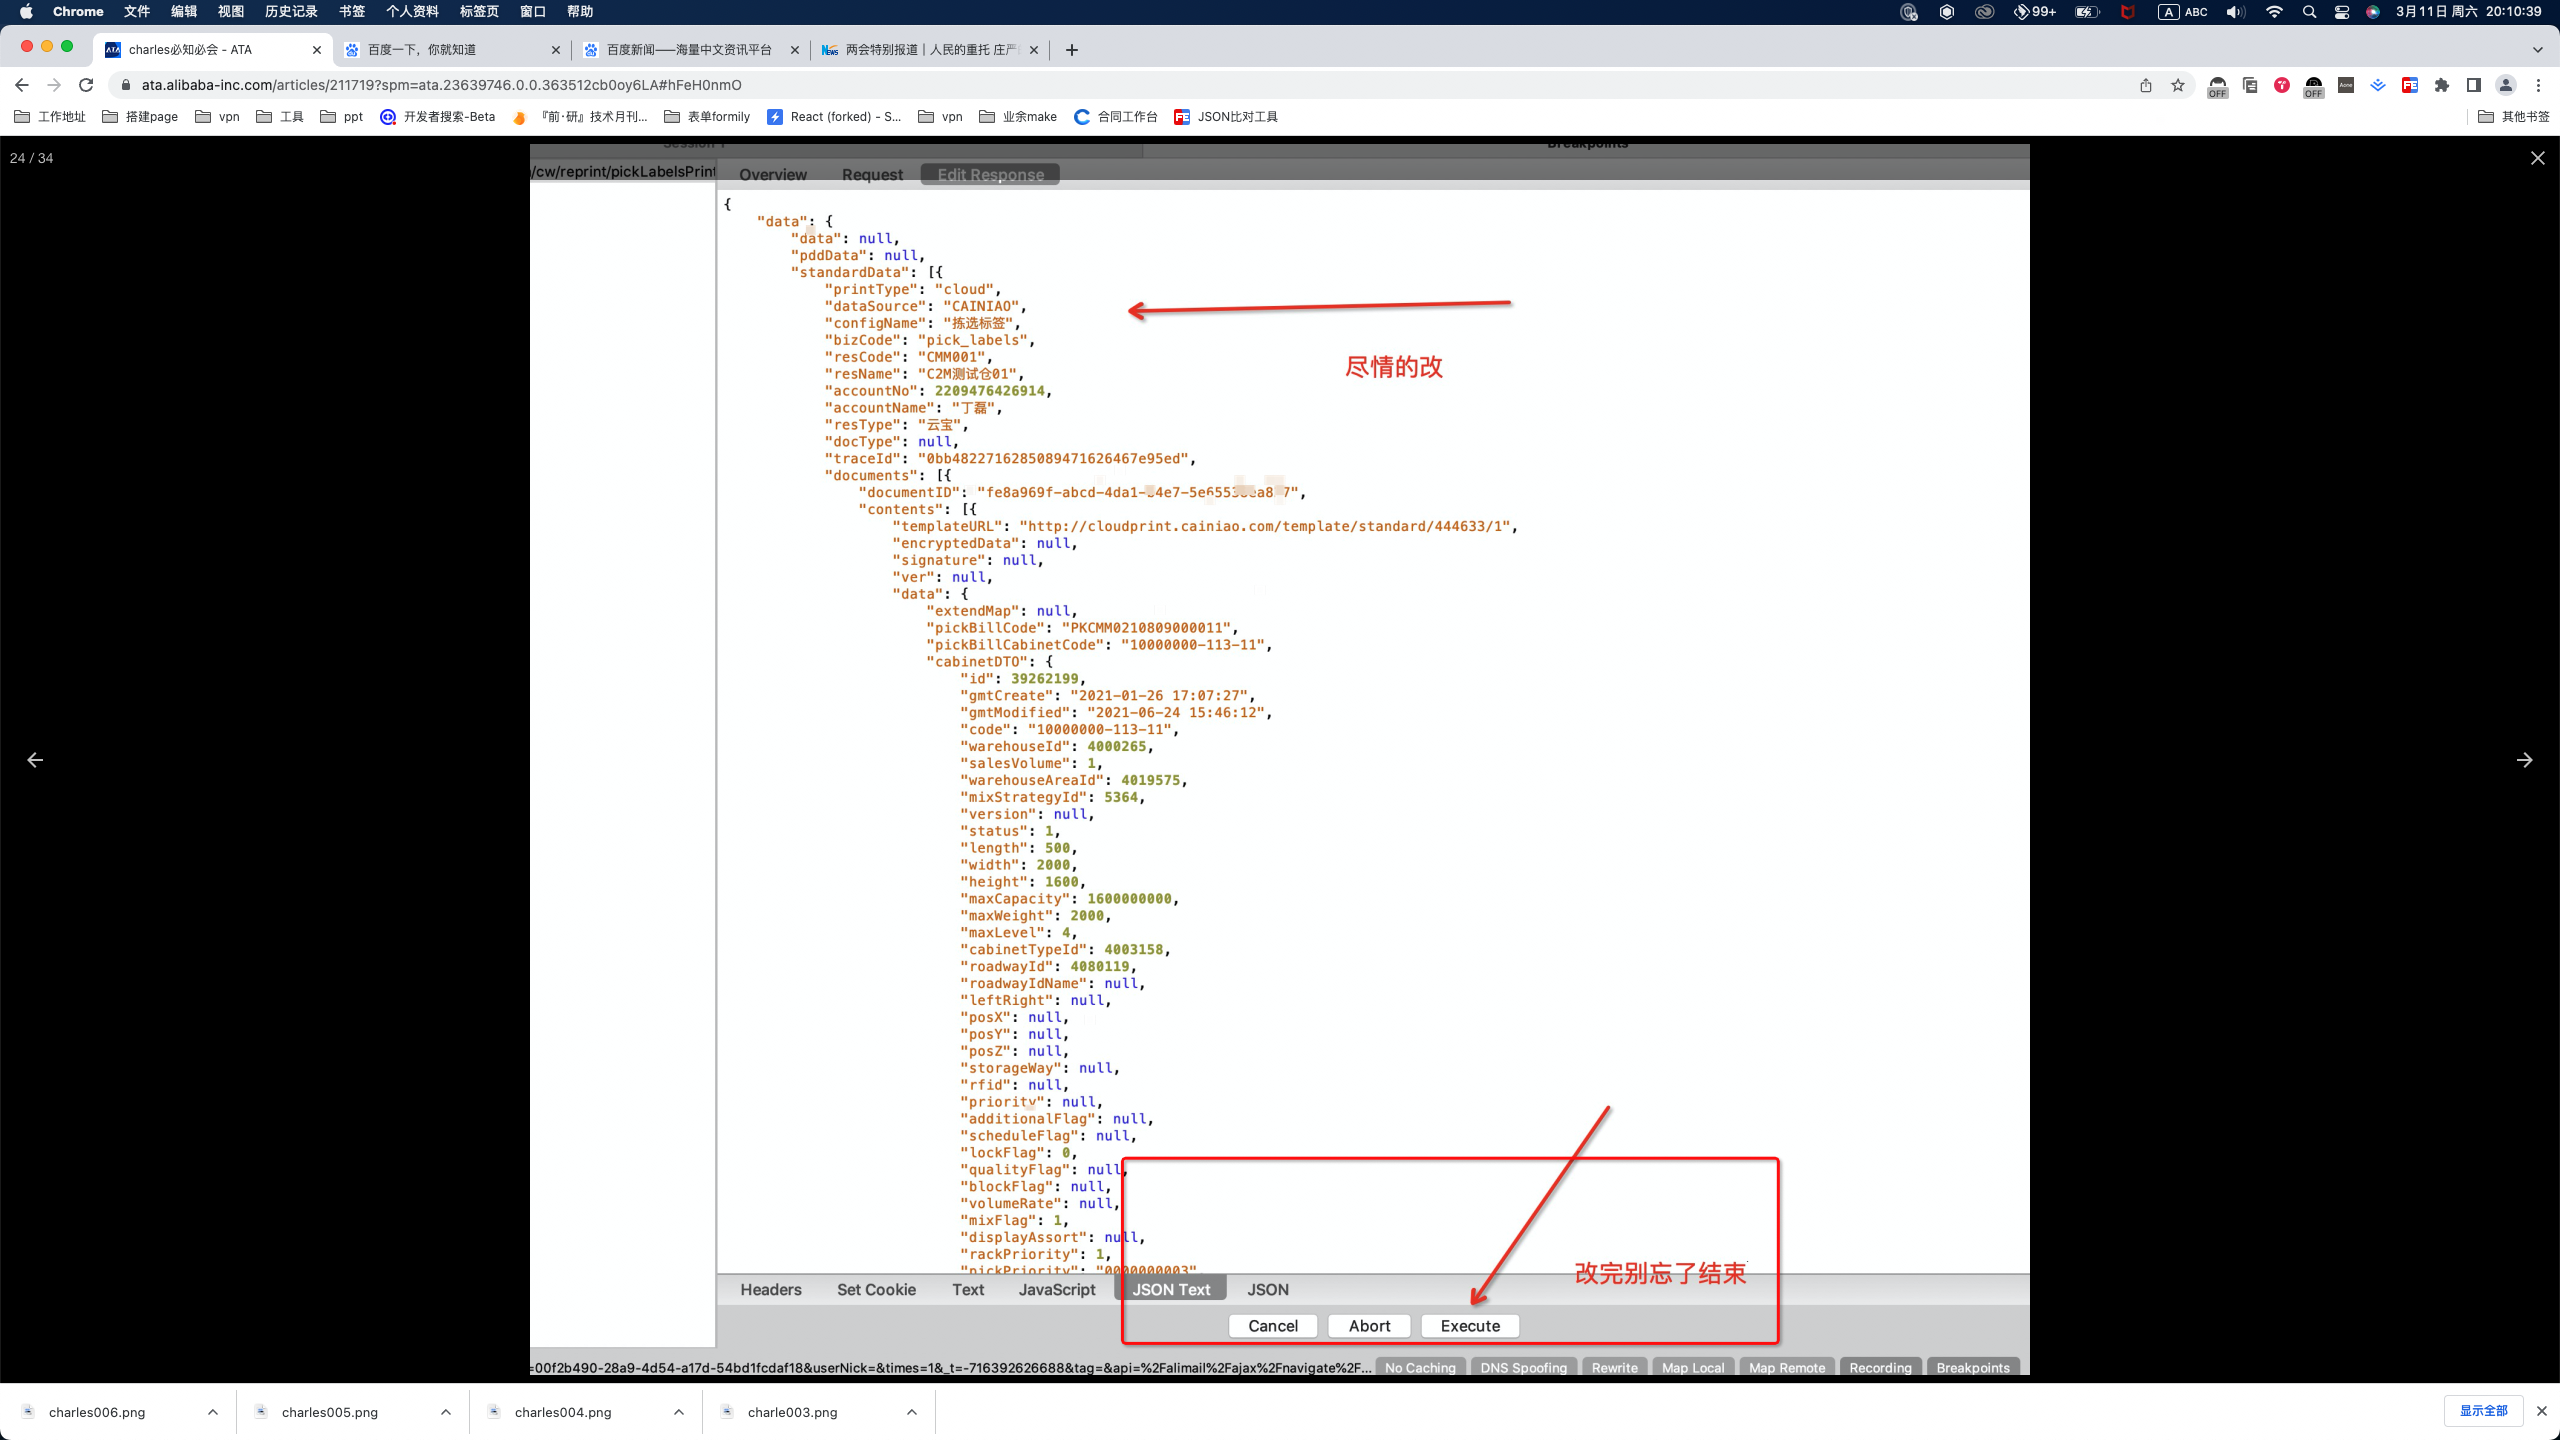 Chrome 文件 编辑 视图 历史记录 书签 个人资料 标签页 窗口 帮助 99+ A ABC 3月11日 周六 20:10:39
charles必知必会 - ATA 百度一下，你就知道 百度新闻——海量中文资讯平台 两会特别报道｜人民的重托 庄严
ata.alibaba-inc.com/articles/211719?spm=ata.23639746.0.0.363512cb0oy6LA#hFeH0nmO
工作地址 搭建page vpn 工具 ppt 开发者搜索-Beta 『前·研』技术月刊... 表单formily React (forked) - S... vpn 业余make 合同工作台 JSON比对工具 其他书签
24 / 34
Session 1 Breakpoints
/cw/reprint/pickLabelsPrint Overview Request Edit Response
{
"data": {
"data": null,
"pddData": null,
"standardData": [{
"printType": "cloud",
"dataSource": "CAINIAO",
"configName": "拣选标签",
"bizCode": "pick_labels",
"resCode": "CMM001",
尽情的改
"resName": "C2M测试仓01",
"accountNo": 2209476426914,
"accountName": "丁磊",
"resType": "云宝",
"docType": null,
"traceId": "0bb4822716285089471626467e95ed",
"documents": [{
"documentID": "fe8a969f-abcd-4da1-
"contents": [{
"templateURL": "http://cloudprint.cainiao.com/template/standard/444633/1",
"encryptedData": null,
"signature": null,
"ver": null,
"data": {
"extendMap": null,
"pickBillCode": "PKCMM0210809000011",
"pickBillCabinetCode": "10000000-113-11",
"cabinetDTO": {
"id": 39262199,
"gmtCreate": "2021-01-26 17:07:27",
"gmtModified": "2021-06-24 15:46:12",
"code": "10000000-113-11",
"warehouseId": 4000265,
"salesVolume": 1,
"warehouseAreaId": 4019575,
"mixStrategyId": 5364,
"version": null,
"status": 1,
"length": 500,
"width": 2000,
"height": 1600,
"maxCapacity": 1600000000,
"maxWeight": 2000,
"maxLevel": 4,
"cabinetTypeId": 4003158,
"roadwayId": 4080119,
"roadwayIdName": null,
"leftRight": null,
"posX": null,
"posY": null,
"posZ": null,
"storageWay": null,
"rfid": null,
"priority": null,
"additionalFlag": null,
"scheduleFlag": null,
"lockFlag": 0,
"qualityFlag": null,
"blockFlag": null,
"volumeRate": null,
"mixFlag": 1,
"displayAssort": null,
"rackPriority": 1,
"pickPriority": "0000000003"
改完别忘了结束
Headers Set Cookie Text JavaScript JSON Text JSON
Cancel Abort Execute
=00f2b490-28a9-4d54-a17d-54bd1fcdaf18&userNick=&times=1&_t=-716392626688&tag=&api=%2Falimail%2Fajax%2Fnavigate%2F... No Caching DNS Spoofing Rewrite Map Local Map Remote Recording Breakpoints
charles006.png charles005.png charles004.png charle003.png 显示全部